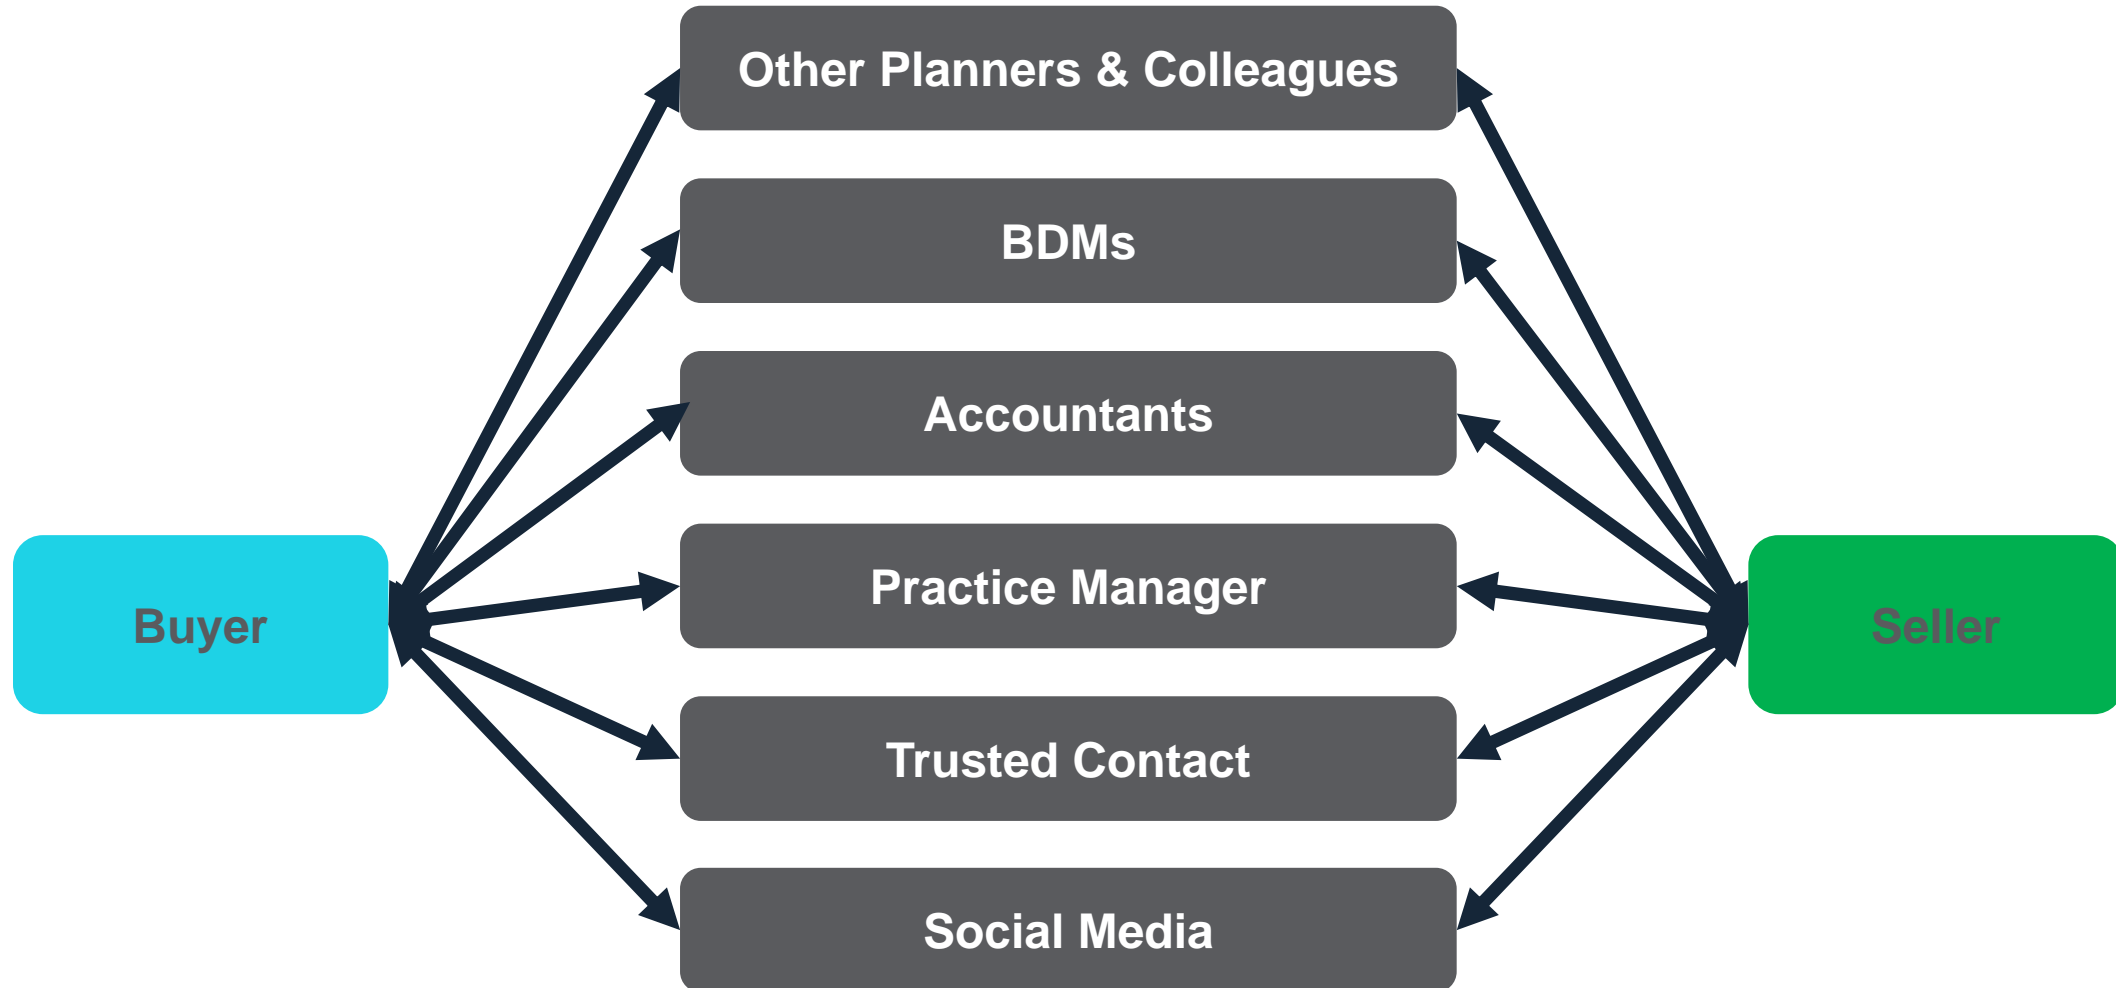 Other Planners & Colleagues
BDMs
Accountants
Practice Manager
Buyer
Seller
Trusted Contact
Social Media